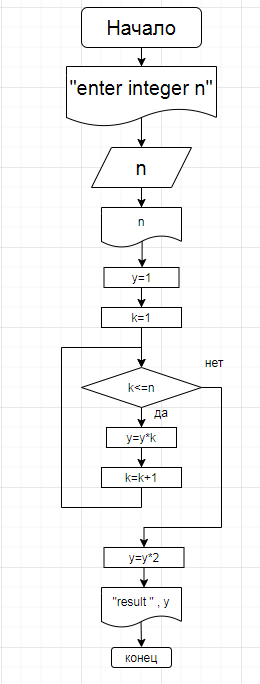 Начало
"enter integer n"
n
n
y=1
k=1
нет
k<=n
да
y=y*k
k=k+1
y=y*2
"result " , y
конец